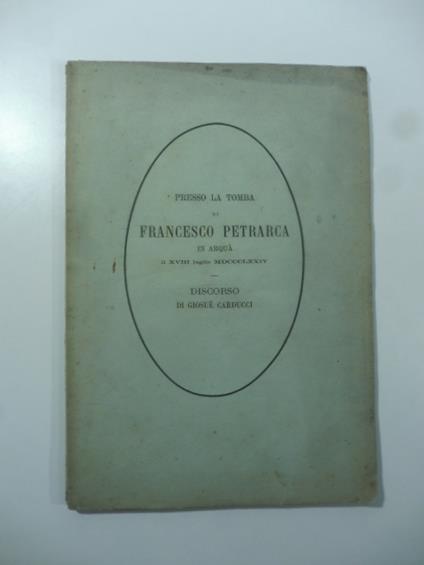 PRESSO LA TOMBA
DI
FRANCESCO PETRARCA
IN ARQUÀ
il XVIII luglio MDCCCLXXIV
—
DISCORSO
DI GIOSUÈ CARDUCCI